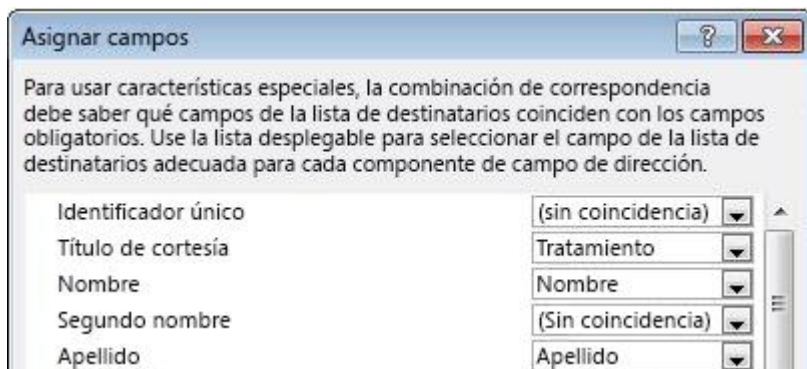 Asignar campos
Para usar características especiales, la combinación de correspondencia
debe saber qué campos de la lista de destinatarios coinciden con los campos
obligatorios. Use la lista desplegable para seleccionar el campo de la lista de
destinatarios adecuada para cada componente de campo de dirección.
Identificador único (sin coincidencia)
Título de cortesía Tratamiento
Nombre Nombre
Segundo nombre (Sin coincidencia)
Apellido Apellido